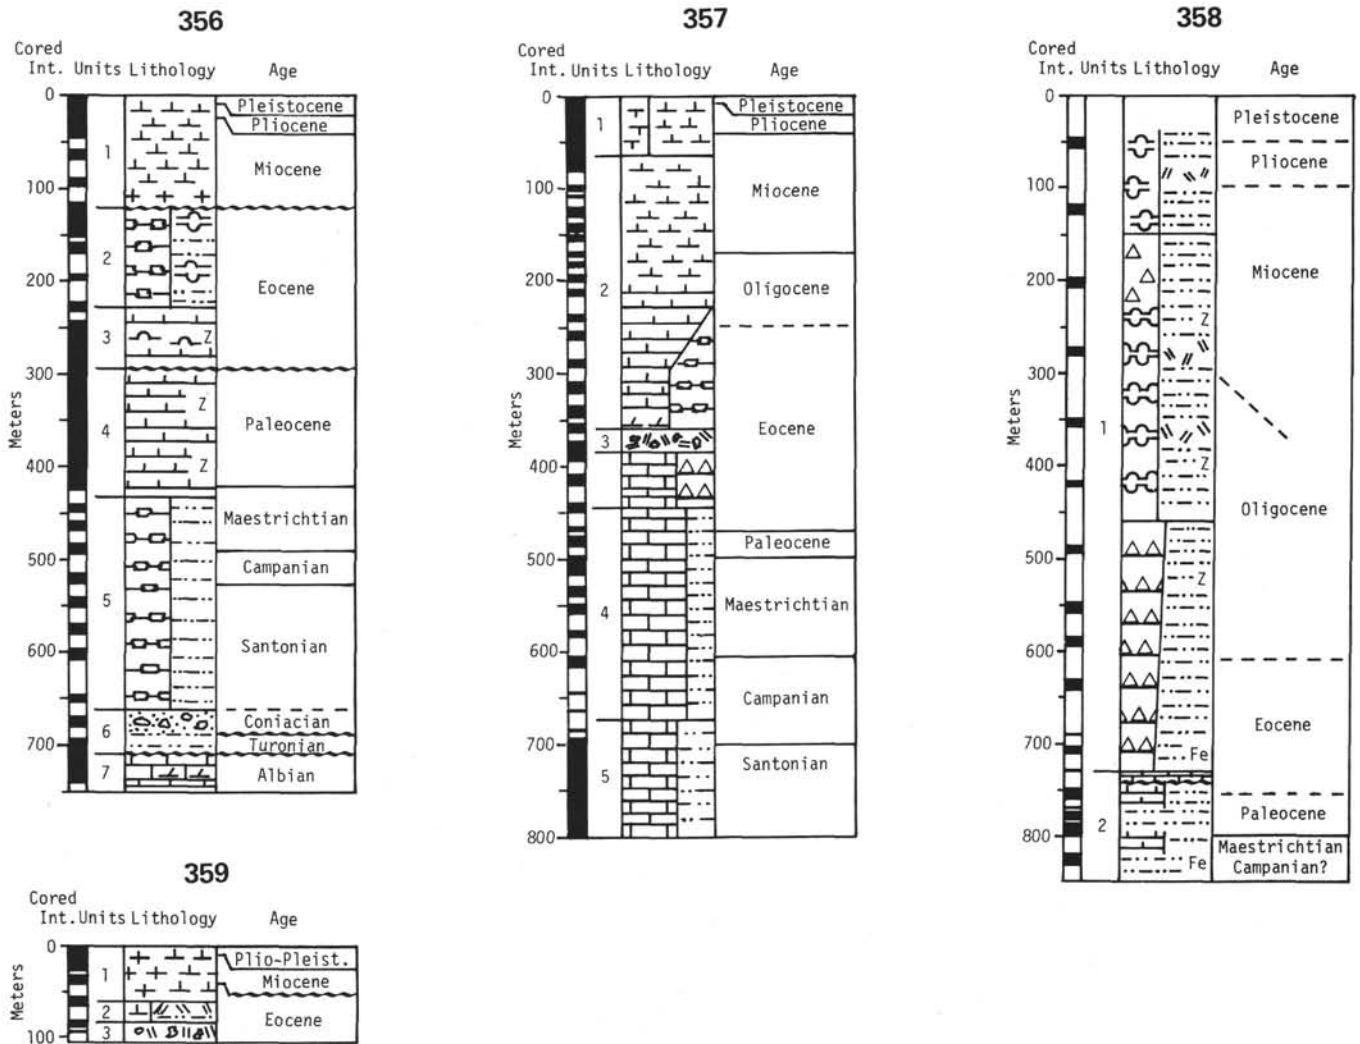 356
Cored
Int. Units Lithology Age
0
100
200
300
400
500
600
700
Meters
1
2
3
4
5
6
7
Z
Z
Z
Pleistocene
Pliocene
Miocene
Eocene
Paleocene
Maestrichtian
Campanian
Santonian
Coniacian
Turonian
Albian
357
Cored
Int. Units Lithology Age
0
100
200
300
400
500
600
700
800
Meters
1
2
3
4
5
Pleistocene
Pliocene
Miocene
Oligocene
Eocene
Paleocene
Maestrichtian
Campanian
Santonian
358
Cored
Int. Units Lithology Age
0
100
200
300
400
500
600
700
800
Meters
1
2
Z
Z
Z
Fe
Fe
Pleistocene
Pliocene
Miocene
Oligocene
Eocene
Paleocene
Maestrichtian
Campanian?
359
Cored
Int. Units Lithology Age
0
100
Meters
1
2
3
Plio-Pleist.
Miocene
Eocene